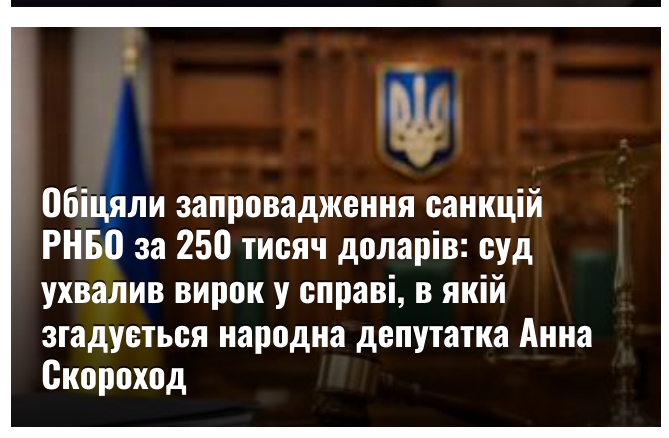 Обіцяли запровадження санкцій
РНБО за 250 тисяч доларів: суд
ухвалив вирок у справі, в якій
згадується народна депутатка Анна
Скороход